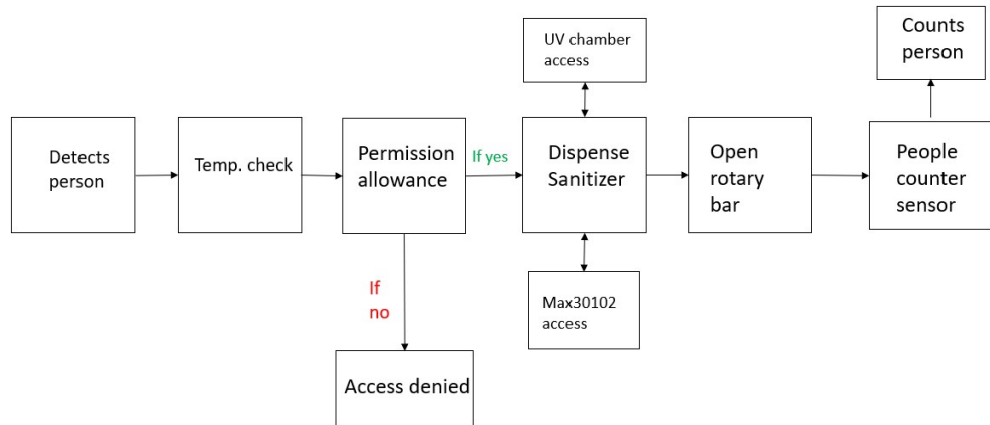 Detects
person
Temp. check
Permission
allowance
If yes
If
no
Access denied
UV chamber
access
Dispense
Sanitizer
Max30102
access
Open
rotary
bar
People
counter
sensor
Counts
person